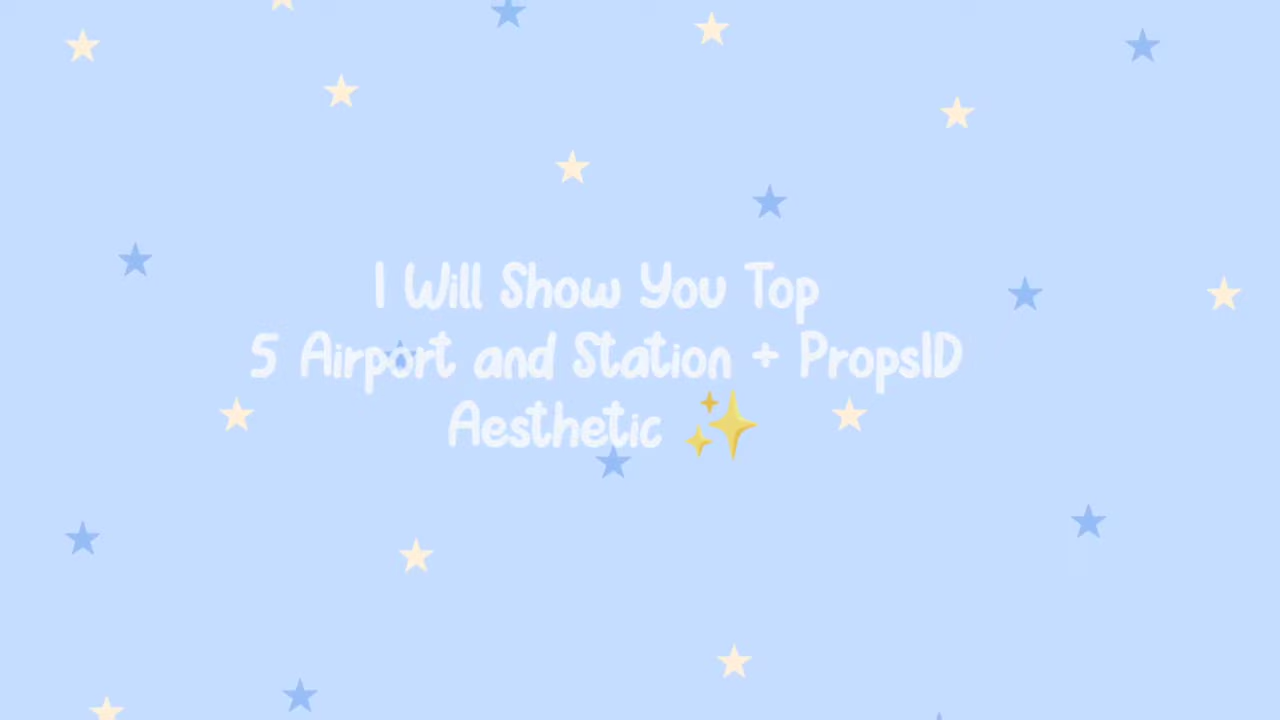 I Will Show You Top
5 Airport and Station + PropsID
Aesthetic ✨